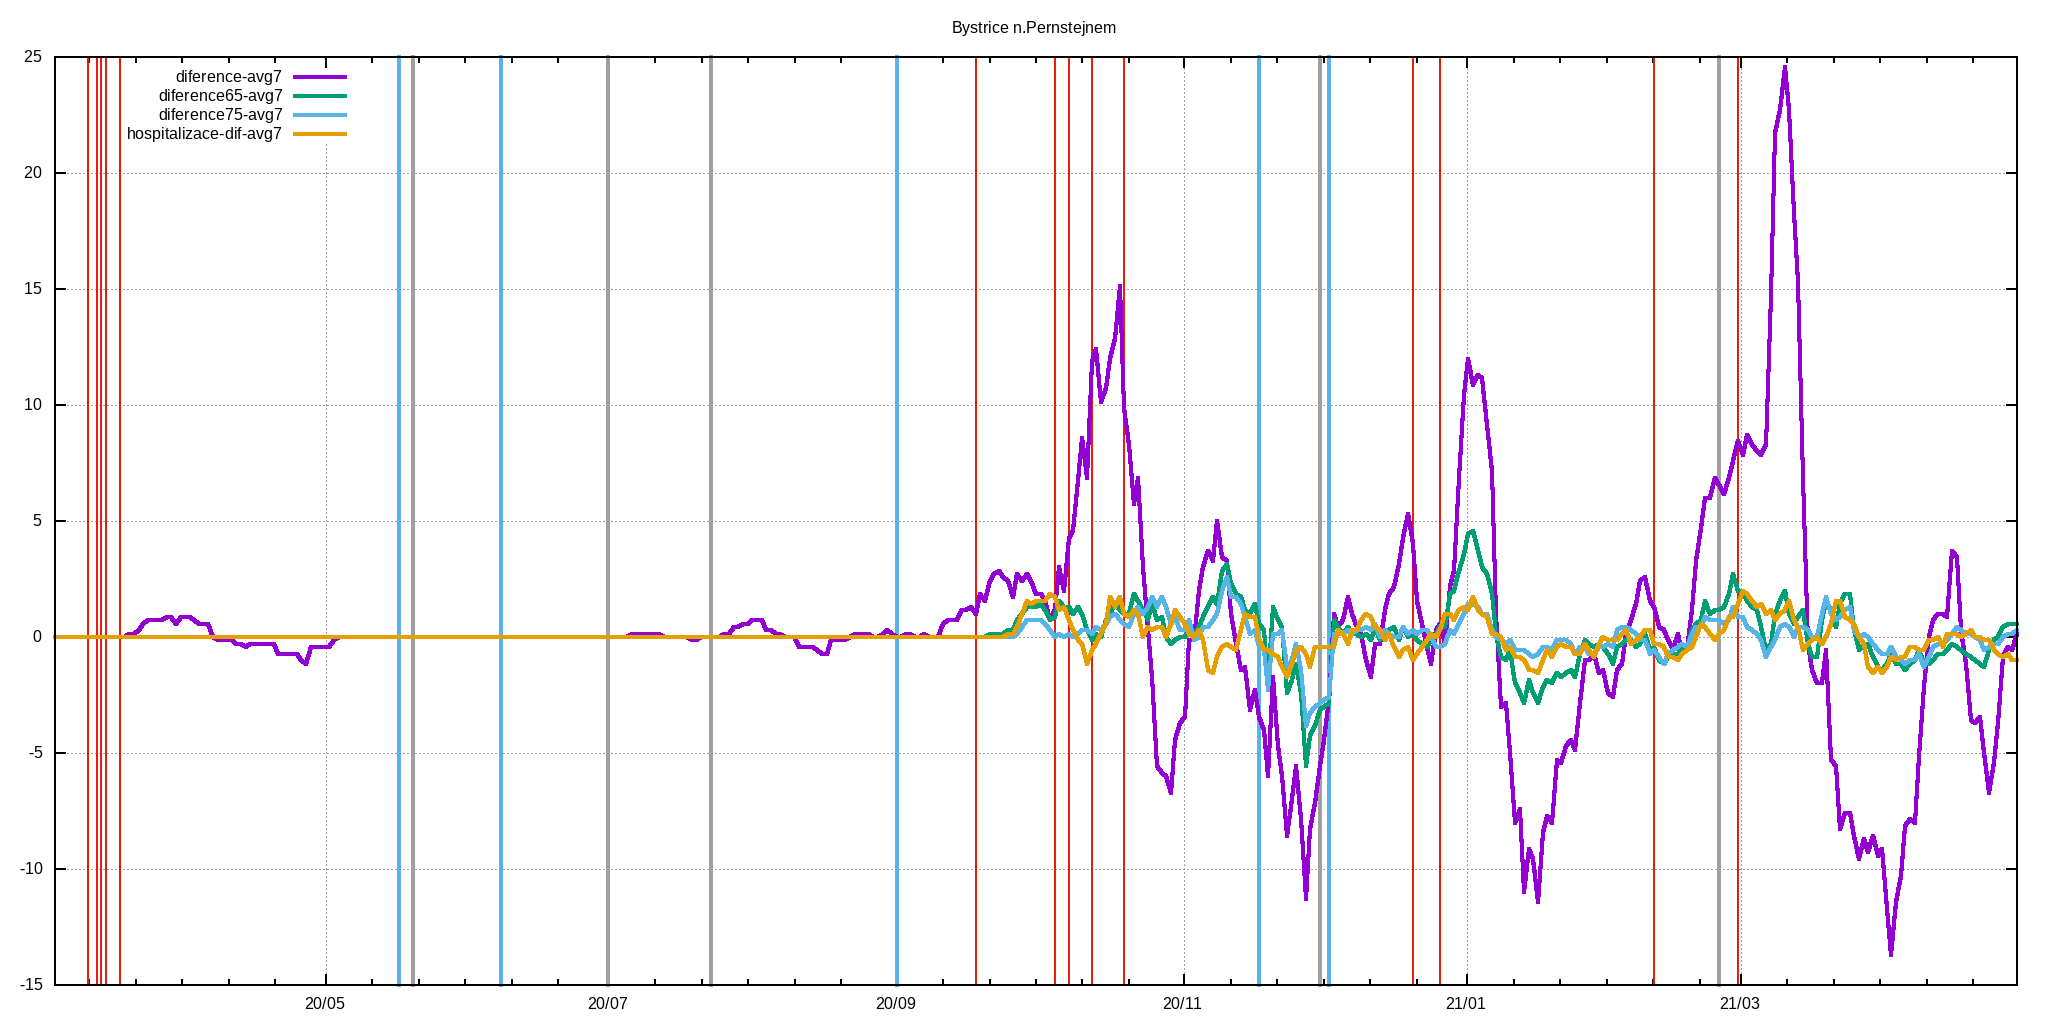 Bystrice n.Pernstejnem
25
20
15
10
5
0
-5
-10
-15
diference-avg7
diference65-avg7
diference75-avg7
hospitalizace-dif-avg7
20/05 20/07 20/09 20/11 21/01 21/03